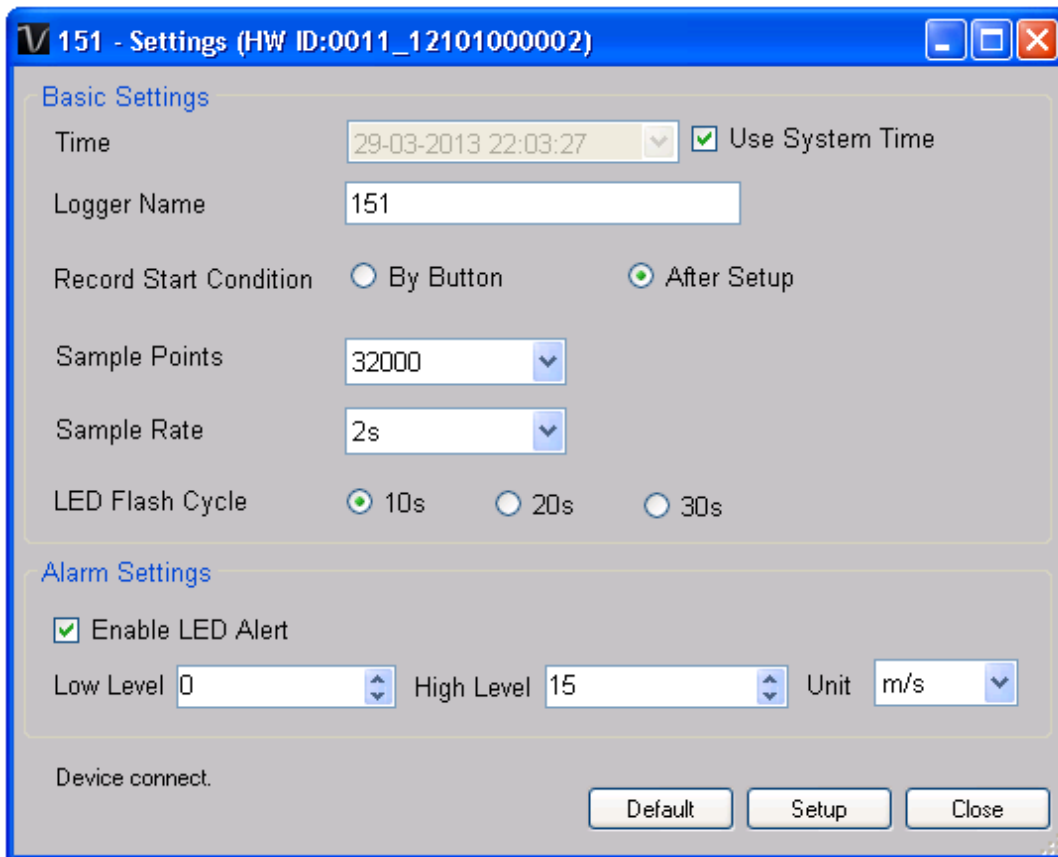 151 - Settings (HW ID:0011_12101000002)
Basic Settings
Time 29-03-2013 22:03:27 Use System Time
Logger Name 151
Record Start Condition By Button After Setup
Sample Points 32000
Sample Rate 2s
LED Flash Cycle 10s 20s 30s
Alarm Settings
Enable LED Alert
Low Level 0 High Level 15 Unit m/s
Device connect.
Default Setup Close